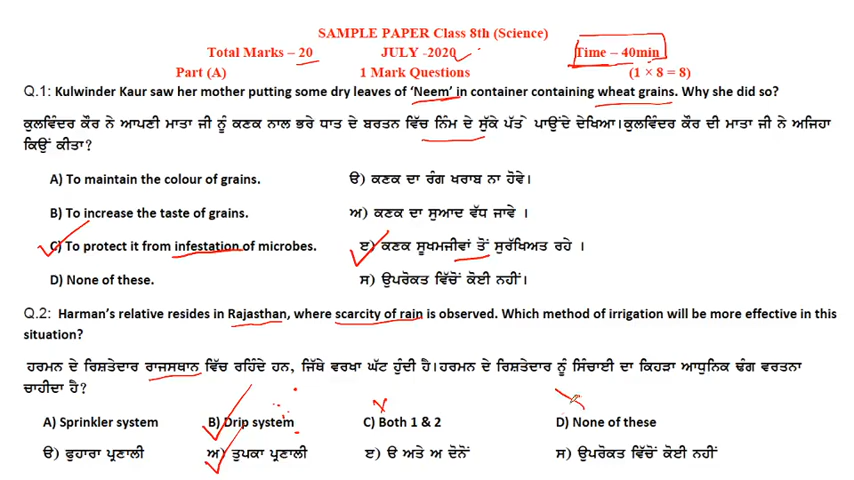 SAMPLE PAPER Class 8th (Science)
Total Marks – 20 JULY -2020 Time – 40min
Part (A) 1 Mark Questions (1 × 8 = 8)
Q.1: Kulwinder Kaur saw her mother putting some dry leaves of ‘Neem’ in container containing wheat grains. Why she did so?
ਕੁਲਵਿੰਦਰ ਕੌਰ ਨੇ ਆਪਣੀ ਮਾਤਾ ਜੀ ਨੂੰ ਕਣਕ ਨਾਲ ਭਰੇ ਧਾਤ ਦੇ ਬਰਤਨ ਵਿੱਚ ਨਿੰਮ ਦੇ ਸੁੱਕੇ ਪੱਤੇ ਪਾਉਂਦੇ ਦੇਖਿਆ।ਕੁਲਵਿੰਦਰ ਕੌਰ ਦੀ ਮਾਤਾ ਜੀ ਨੇ ਅਜਿਹਾ
ਕਿਉਂ ਕੀਤਾ?
A) To maintain the colour of grains. ੳ) ਕਣਕ ਦਾ ਰੰਗ ਖਰਾਬ ਨਾ ਹੋਵੇ।
B) To increase the taste of grains. ਅ) ਕਣਕ ਦਾ ਸੁਆਦ ਵੱਧ ਜਾਵੇ ।
C) To protect it from infestation of microbes. ੲ) ਕਣਕ ਸੂਖਮਜੀਵਾਂ ਤੋਂ ਸੁਰੱਖਿਅਤ ਰਹੇ ।
D) None of these. ਸ) ਉਪਰੋਕਤ ਵਿੱਚੋਂ ਕੋਈ ਨਹੀਂ।
Q.2: Harman’s relative resides in Rajasthan, where scarcity of rain is observed. Which method of irrigation will be more effective in this
situation?
ਹਰਮਨ ਦੇ ਰਿਸ਼ਤੇਦਾਰ ਰਾਜਸਥਾਨ ਵਿੱਚ ਰਹਿੰਦੇ ਹਨ, ਜਿੱਥੇ ਵਰਖਾ ਘੱਟ ਹੁੰਦੀ ਹੈ।ਹਰਮਨ ਦੇ ਰਿਸ਼ਤੇਦਾਰ ਨੂੰ ਸਿੰਚਾਈ ਦਾ ਕਿਹੜਾ ਆਧੁਨਿਕ ਢੰਗ ਵਰਤਨਾ
ਚਾਹੀਦਾ ਹੈ?
A) Sprinkler system B) Drip system C) Both 1 & 2 D) None of these
ੳ) ਫੁਹਾਰਾ ਪ੍ਰਣਾਲੀ ਅ) ਤੁਪਕਾ ਪ੍ਰਣਾਲੀ ੲ) ੳ ਅਤੇ ਅ ਦੋਨੋਂ ਸ) ਉਪਰੋਕਤ ਵਿੱਚੋਂ ਕੋਈ ਨਹੀਂ